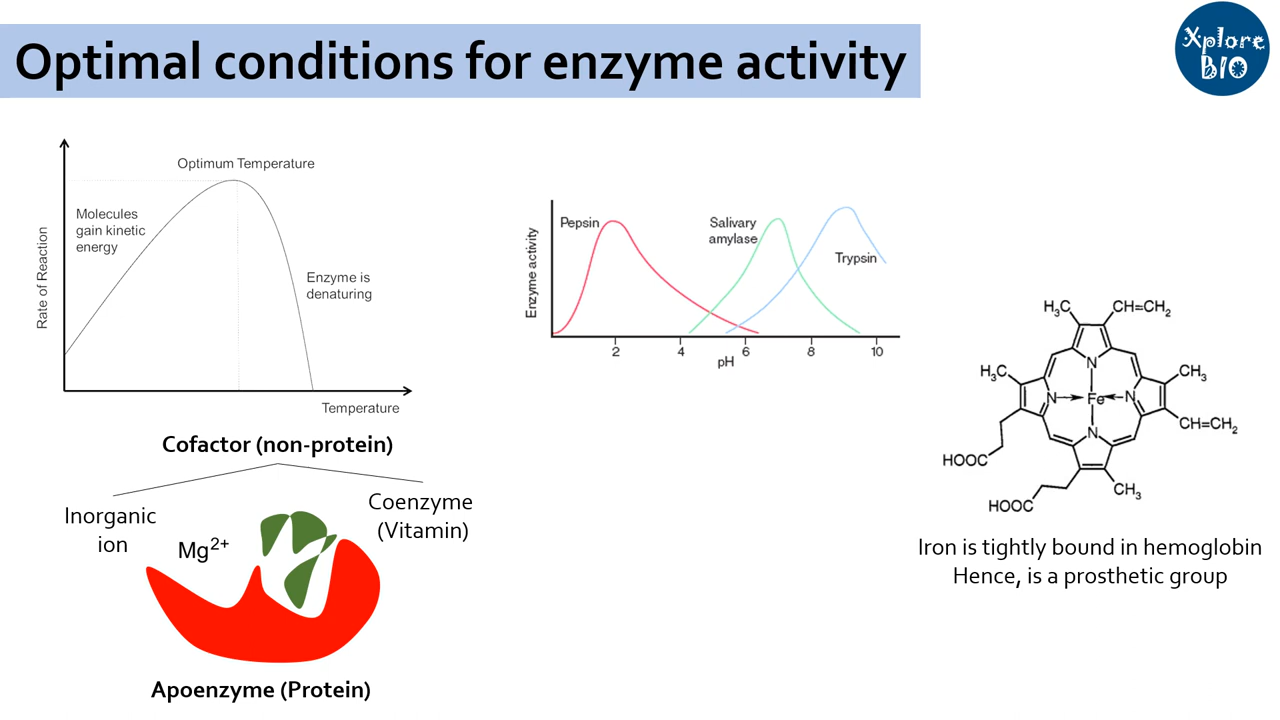 Optimal conditions for enzyme activity
Xplore
BIO
Optimum Temperature
Molecules
gain kinetic
energy
Enzyme is
denaturing
Rate of Reaction
Temperature
Pepsin
Salivary
amylase
Trypsin
Enzyme activity
2 4 6 8 10
pH
Cofactor (non-protein)
Inorganic
ion
Mg²⁺
Coenzyme
(Vitamin)
Apoenzyme (Protein)
H₃C
CH=CH₂
H₃C
CH₃
N
N
Fe
N
N
CH=CH₂
HOOC
CH₃
HOOC
Iron is tightly bound in hemoglobin
Hence, is a prosthetic group